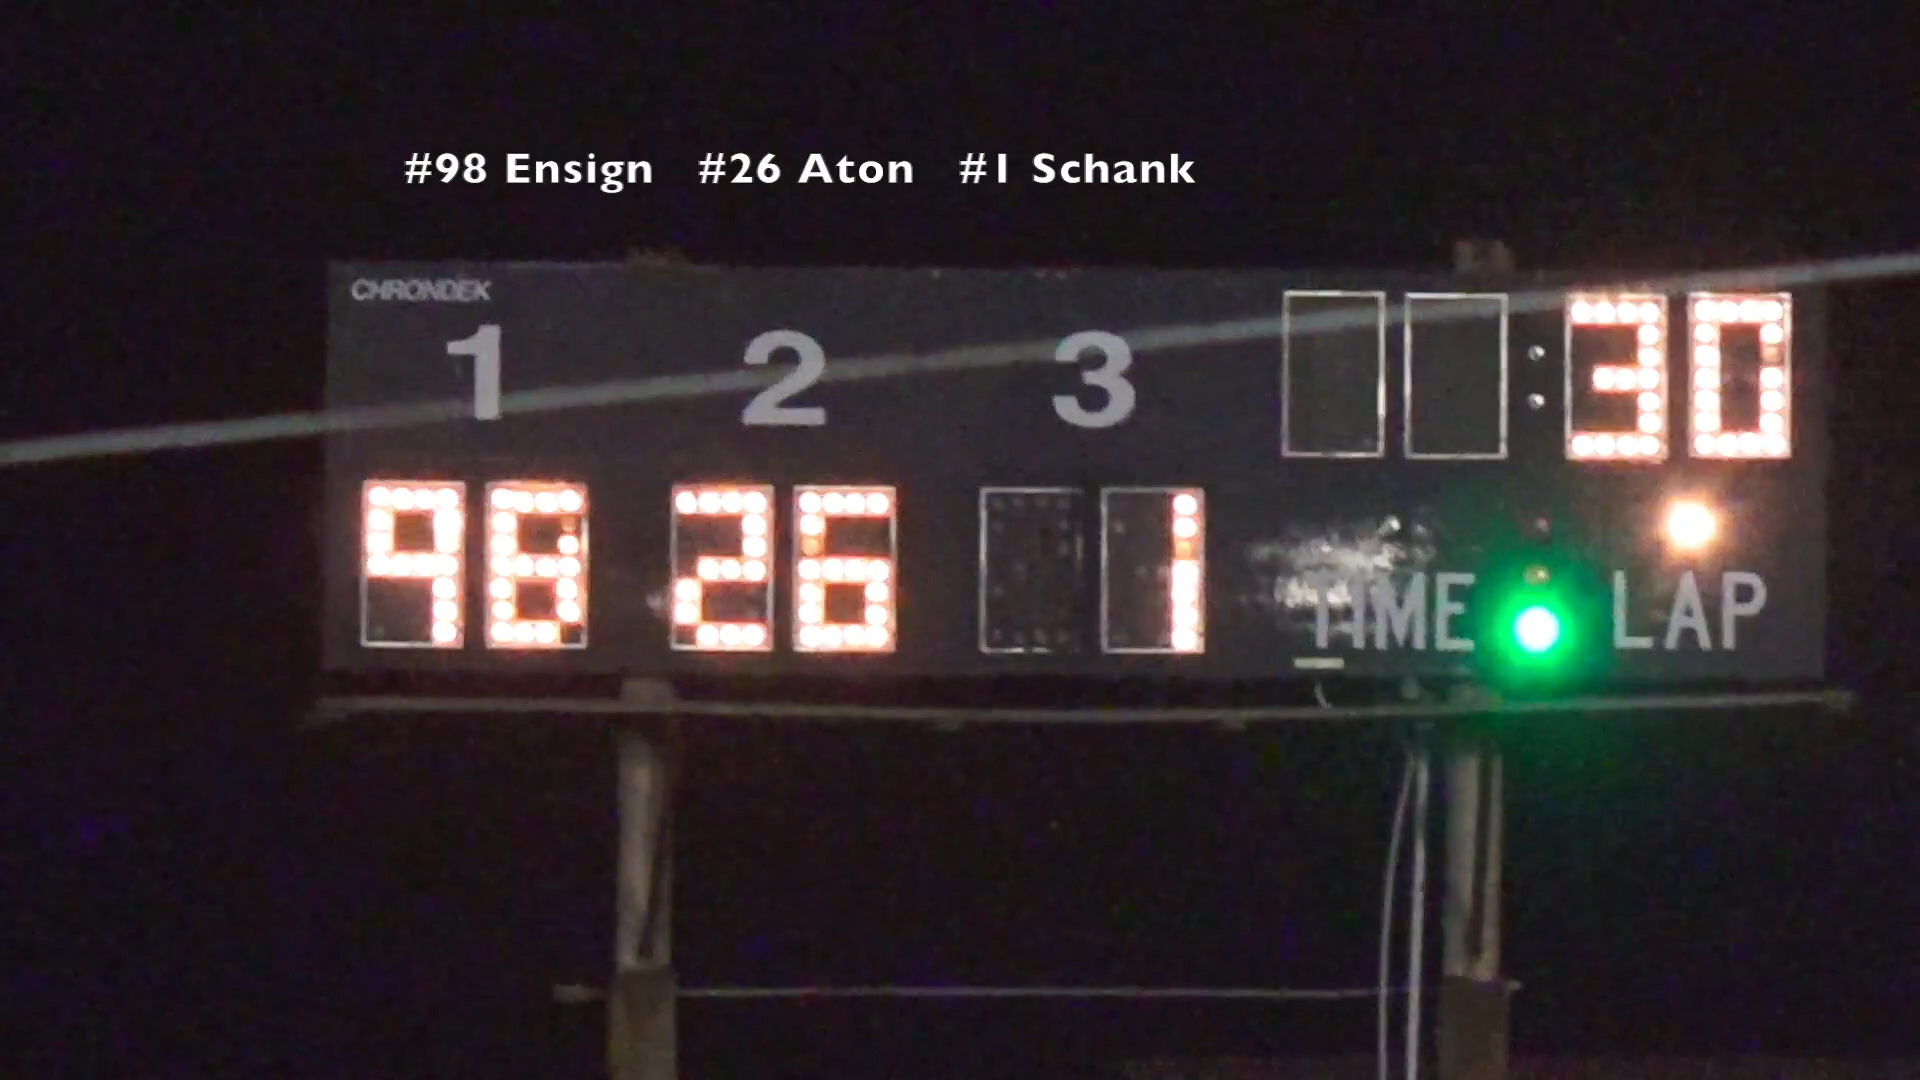 #98 Ensign #26 Aton #1 Schank
CHRONDEK
1 2 3 :30
98 26 1
TIME LAP